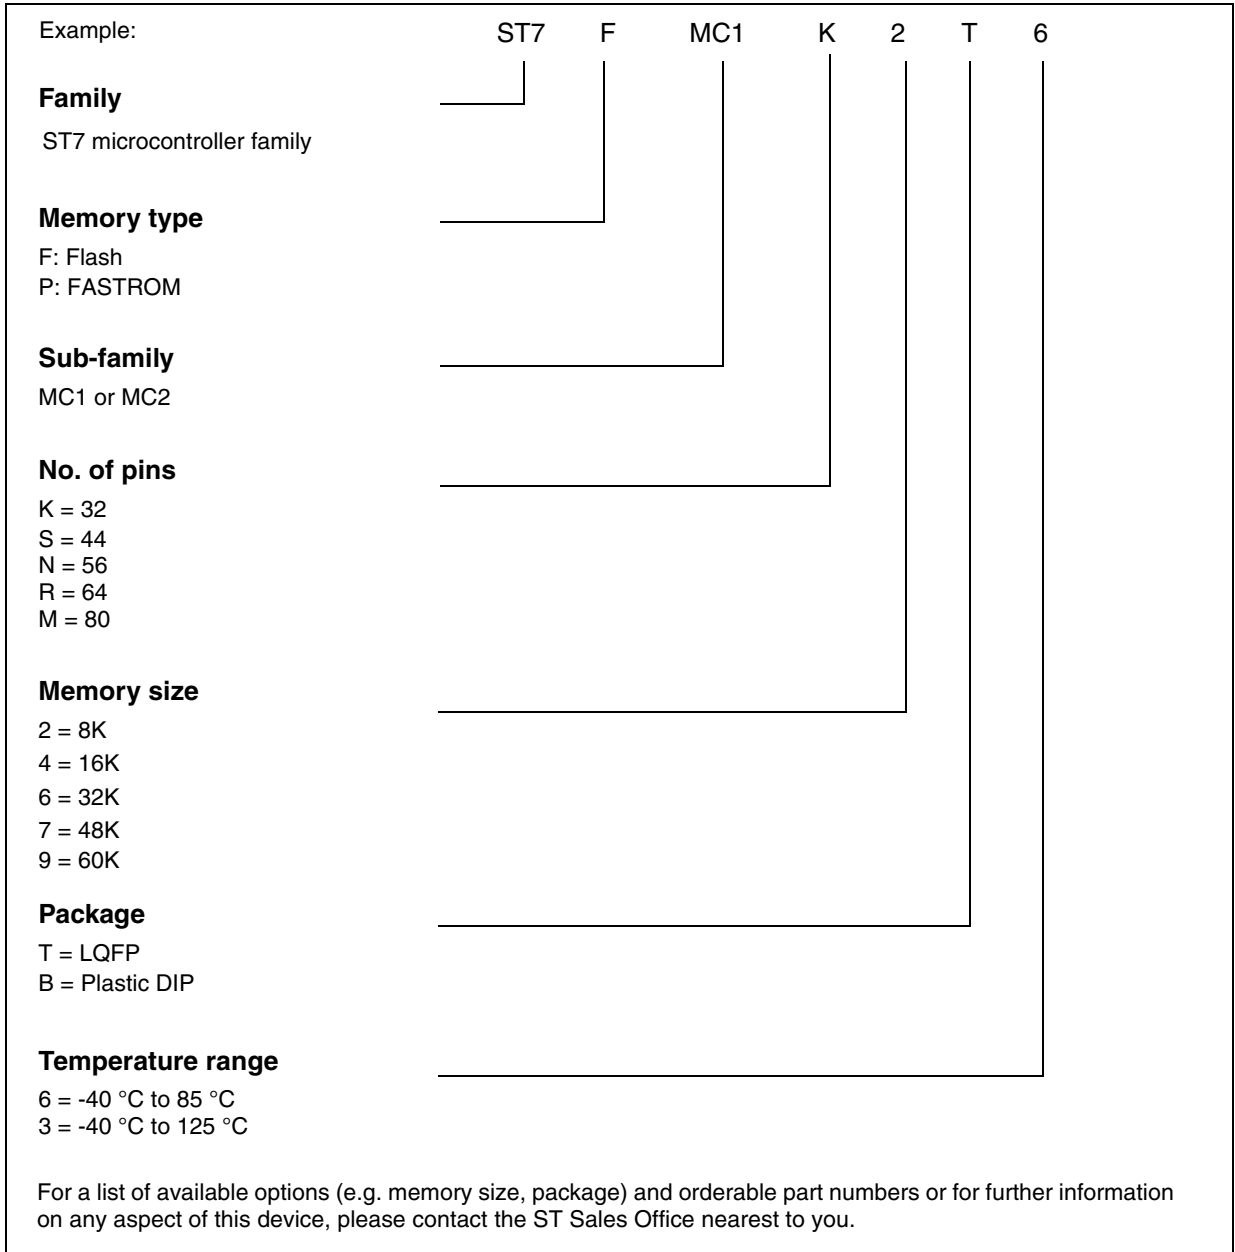 Example: ST7 F MC1 K 2 T 6
Family
ST7 microcontroller family
Memory type
F: Flash
P: FASTROM
Sub-family
MC1 or MC2
No. of pins
K = 32
S = 44
N = 56
R = 64
M = 80
Memory size
2 = 8K
4 = 16K
6 = 32K
7 = 48K
9 = 60K
Package
T = LQFP
B = Plastic DIP
Temperature range
6 = -40 °C to 85 °C
3 = -40 °C to 125 °C
For a list of available options (e.g. memory size, package) and orderable part numbers or for further information
on any aspect of this device, please contact the ST Sales Office nearest to you.